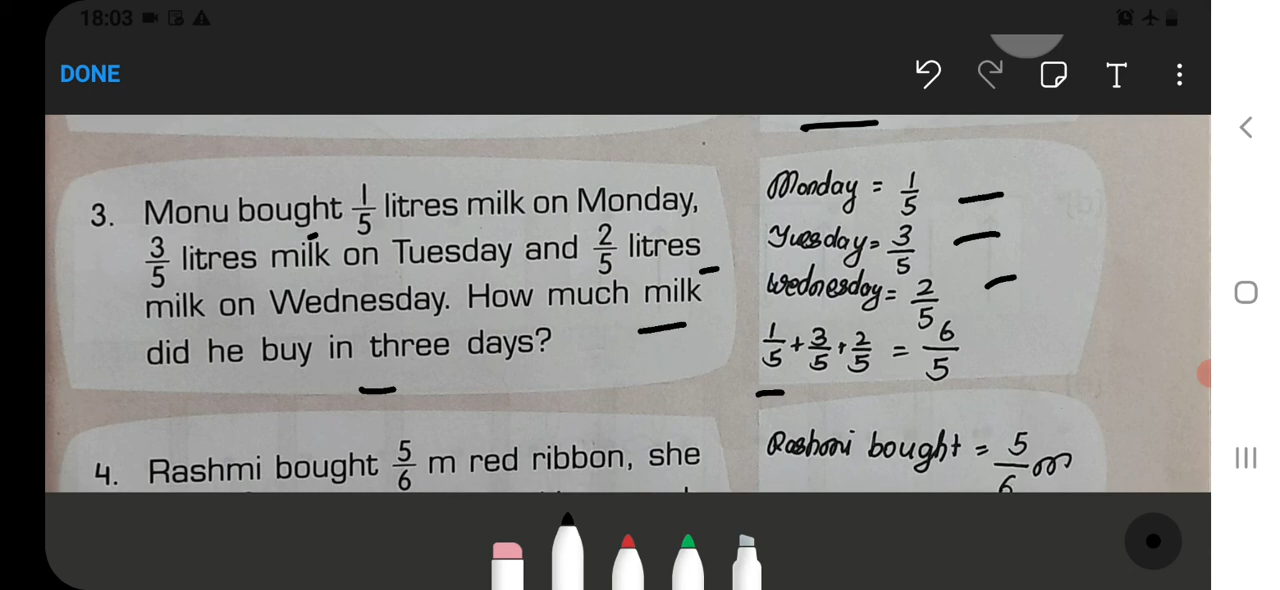 18:03
DONE
T
3. Monu bought 1/5 litres milk on Monday,
3/5 litres milk on Tuesday and 2/5 litres
milk on Wednesday. How much milk
did he buy in three days?
Monday = 1/5
Tuesday = 3/5
Wednesday = 2/5
1/5 + 3/5 + 2/5 = 6/5
4. Rashmi bought 5/6 m red ribbon, she
Rashmi bought = 5/6 m